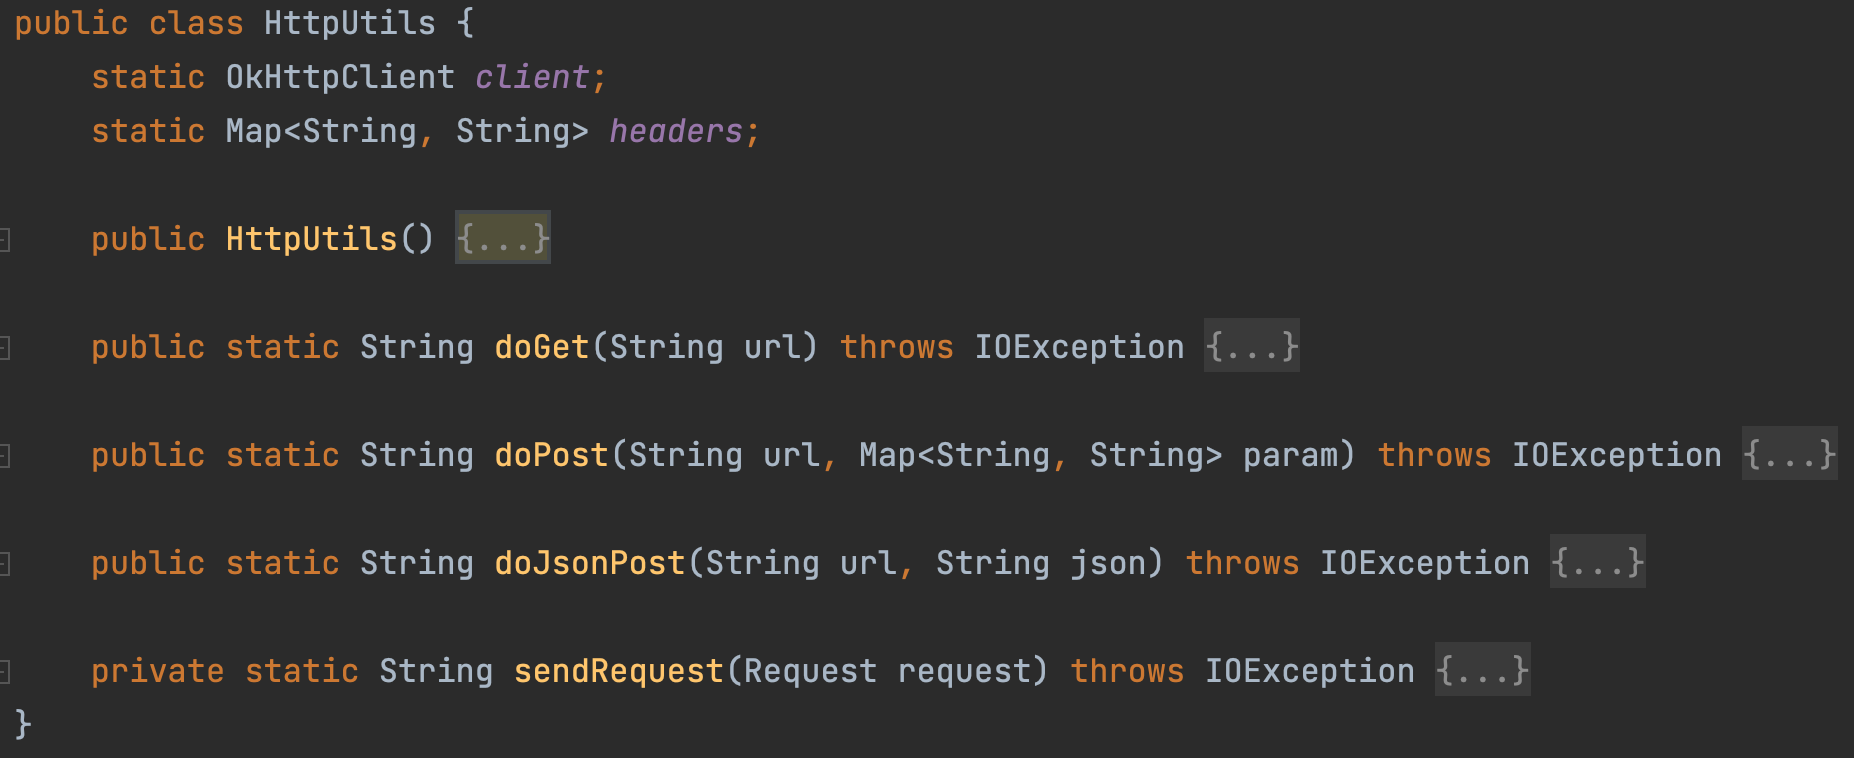 public class HttpUtils {
static OkHttpClient client;
static Map<String, String> headers;
public HttpUtils() {...}
public static String doGet(String url) throws IOException {...}
public static String doPost(String url, Map<String, String> param) throws IOException {...}
public static String doJsonPost(String url, String json) throws IOException {...}
private static String sendRequest(Request request) throws IOException {...}
}